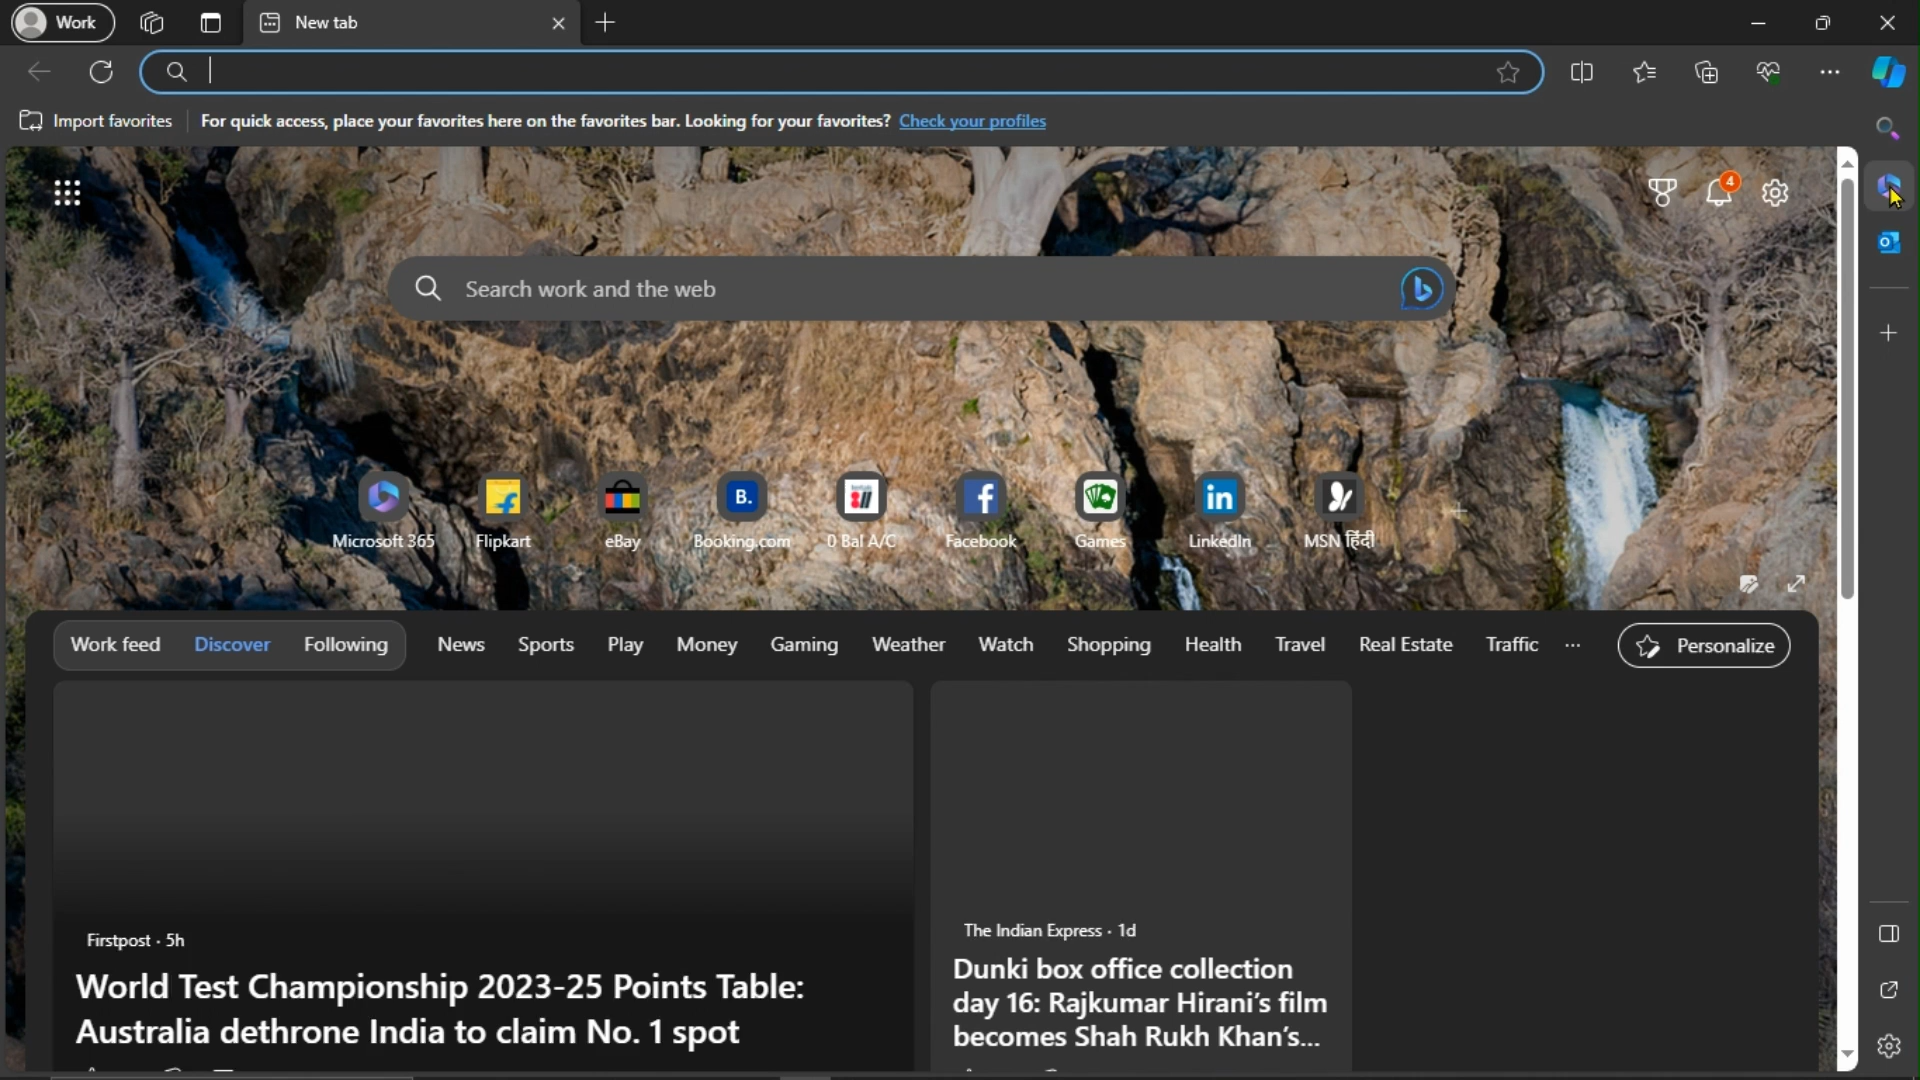 Work
New tab
Import favorites
For quick access, place your favorites here on the favorites bar. Looking for your favorites? Check your profiles
4
Search work and the web
Microsoft 365
Flipkart
eBay
B.
Booking.com
0 Bal A/C
Facebook
Games
in
LinkedIn
MSN हिंदी
Work feed
Discover
Following
News
Sports
Play
Money
Gaming
Weather
Watch
Shopping
Health
Travel
Real Estate
Traffic
Personalize
Firstpost · 5h
World Test Championship 2023-25 Points Table:
Australia dethrone India to claim No. 1 spot
The Indian Express · 1d
Dunki box office collection
day 16: Rajkumar Hirani's film
becomes Shah Rukh Khan's...